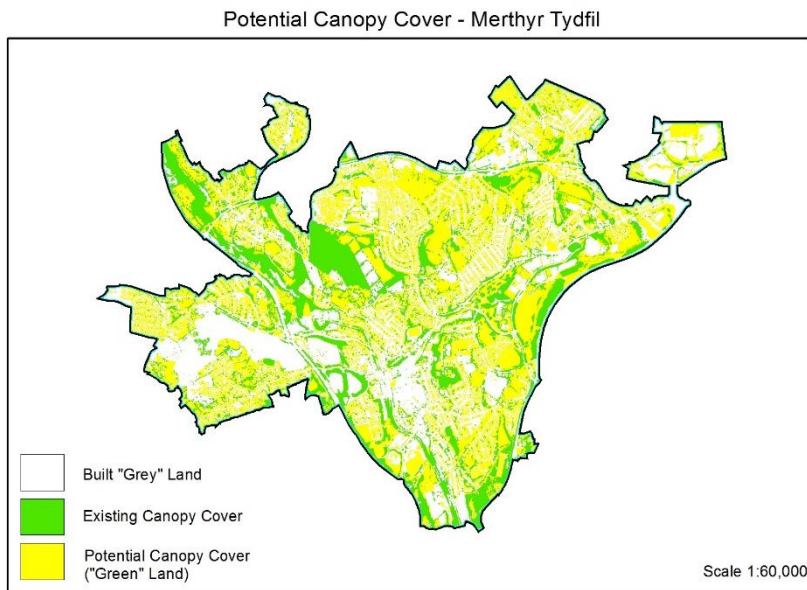 Potential Canopy Cover - Merthyr Tydfil
Built "Grey" Land
Existing Canopy Cover
Potential Canopy Cover
("Green" Land)
Scale 1:60,000